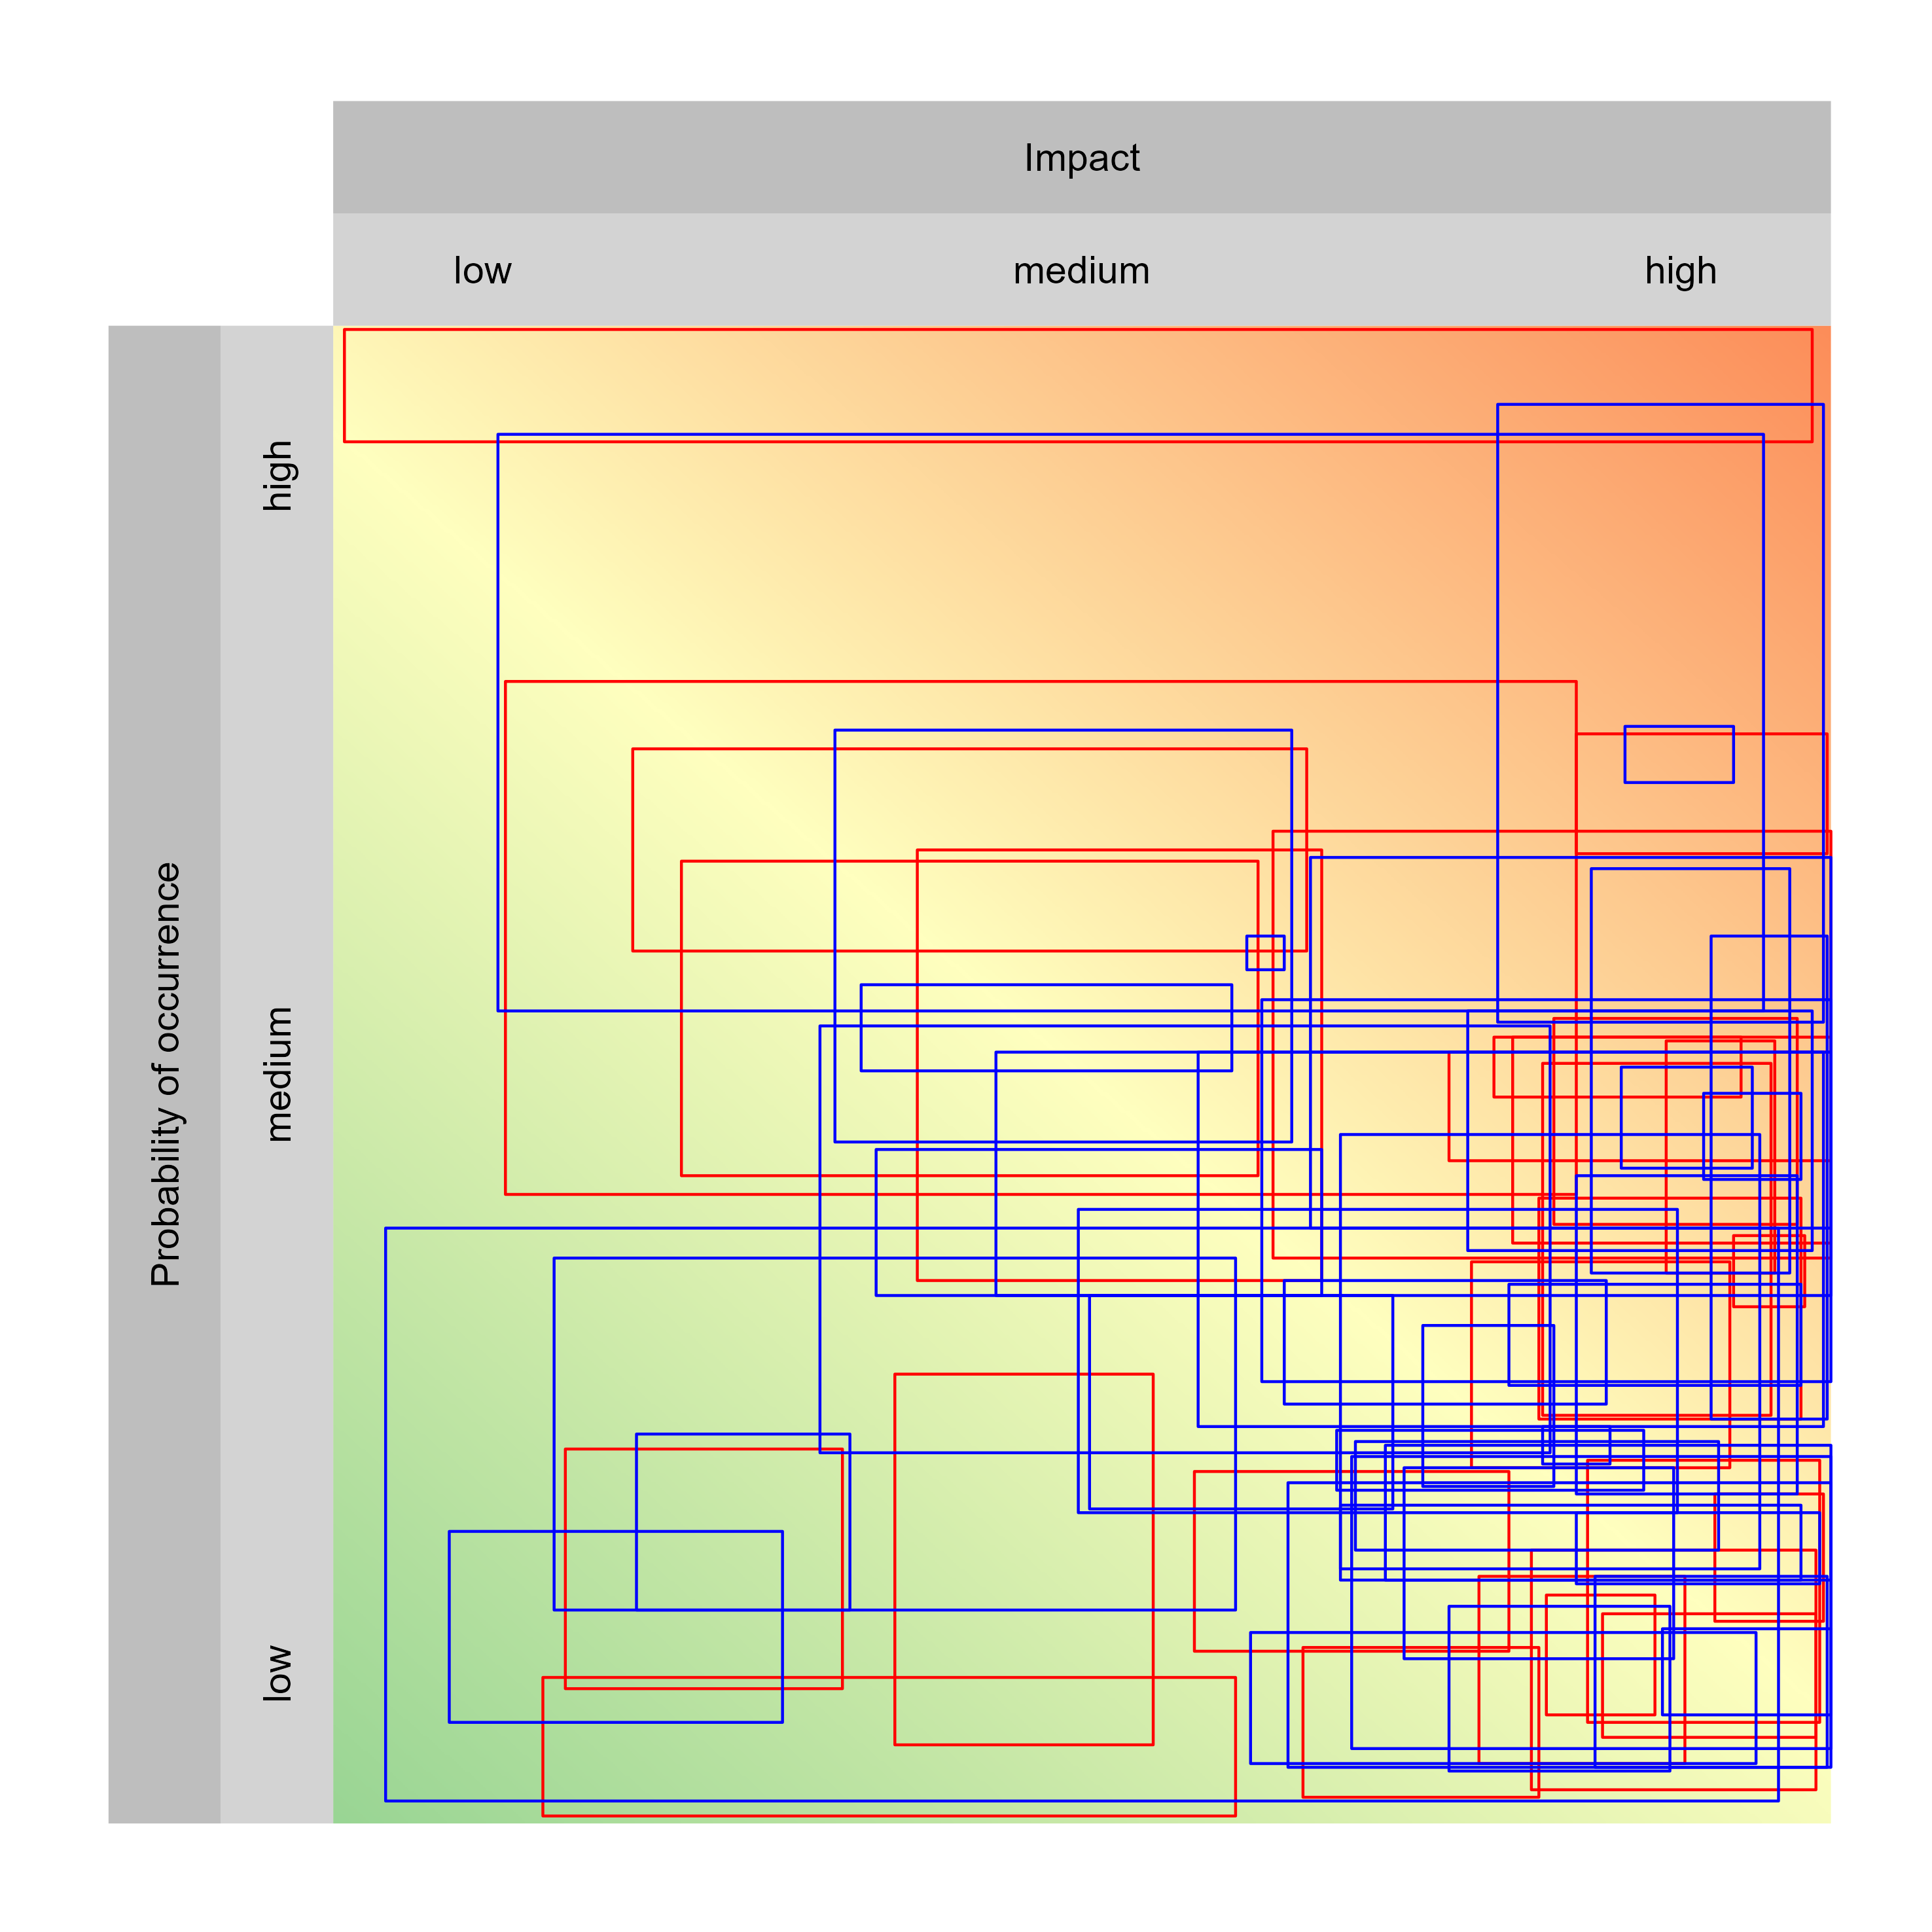 Impact
low
medium
high
Probability of occurrence
high
medium
low